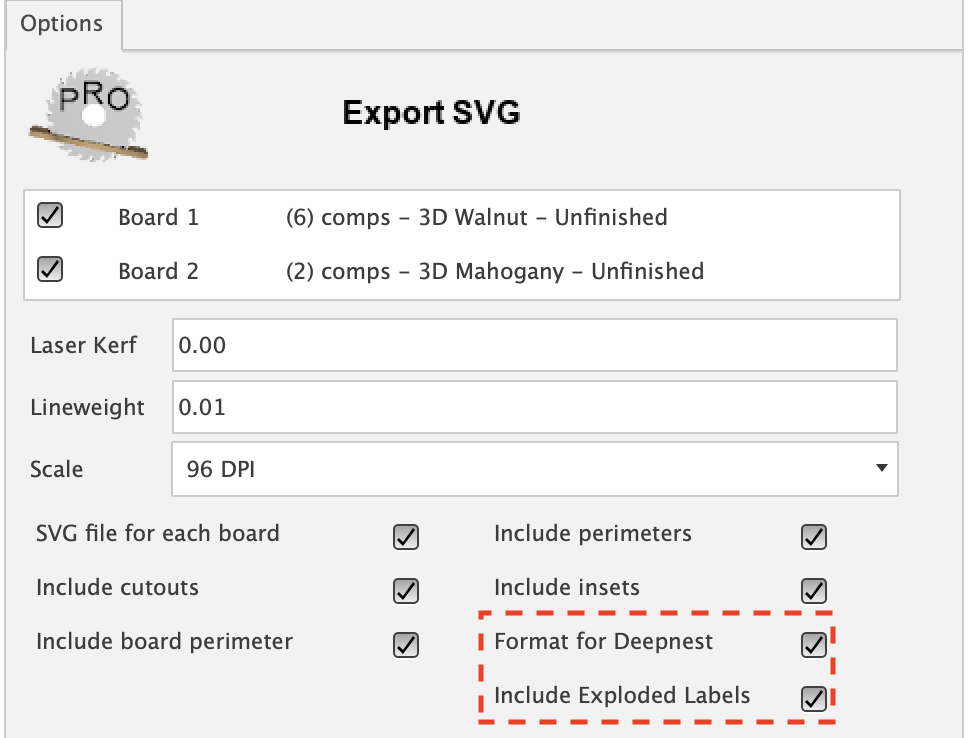 Options
PRO
Export SVG
Board 1 (6) comps – 3D Walnut – Unfinished
Board 2 (2) comps – 3D Mahogany – Unfinished
Laser Kerf 0.00
Lineweight 0.01
Scale 96 DPI
SVG file for each board Include perimeters
Include cutouts Include insets
Include board perimeter Format for Deepnest
Include Exploded Labels